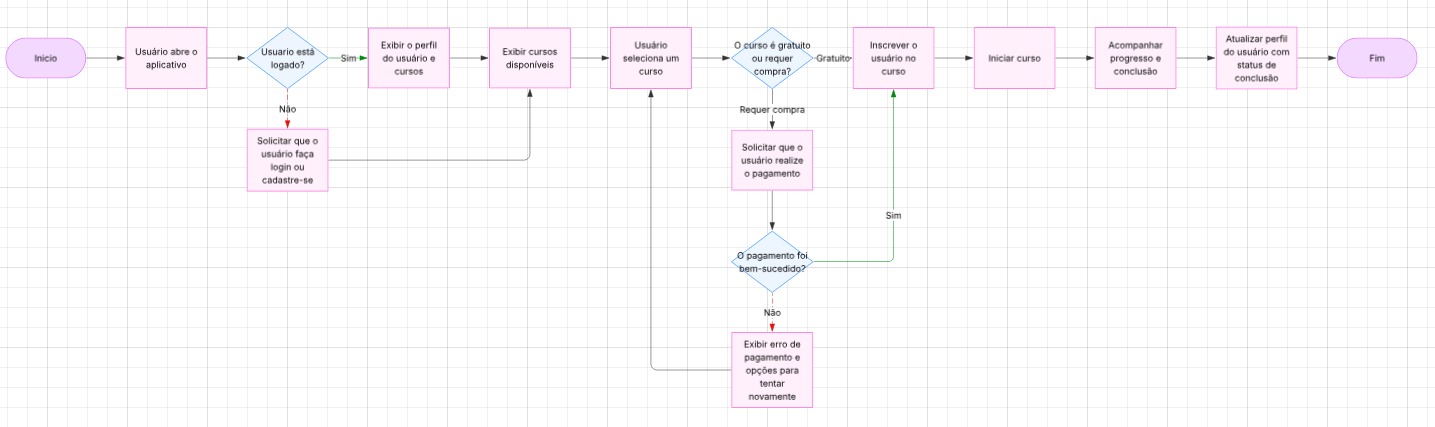 Inicio
Usuário abre o
aplicativo
Usuario está
logado?
Sim
Exibir o perfil
do usuário e
cursos
Exibir cursos
disponíveis
Usuário
seleciona um
curso
O curso é gratuito
ou requer
compra?
Gratuito
Inscrever o
usuário no
curso
Iniciar curso
Acompanhar
progresso e
conclusão
Atualizar perfil
do usuário com
status de
conclusão
Fim
Não
Solicitar que o
usuário faça
login ou
cadastre-se
Requer compra
Solicitar que o
usuário realize
o pagamento
Sim
O pagamento foi
bem-sucedido?
Não
Exibir erro de
pagamento e
opções para
tentar
novamente